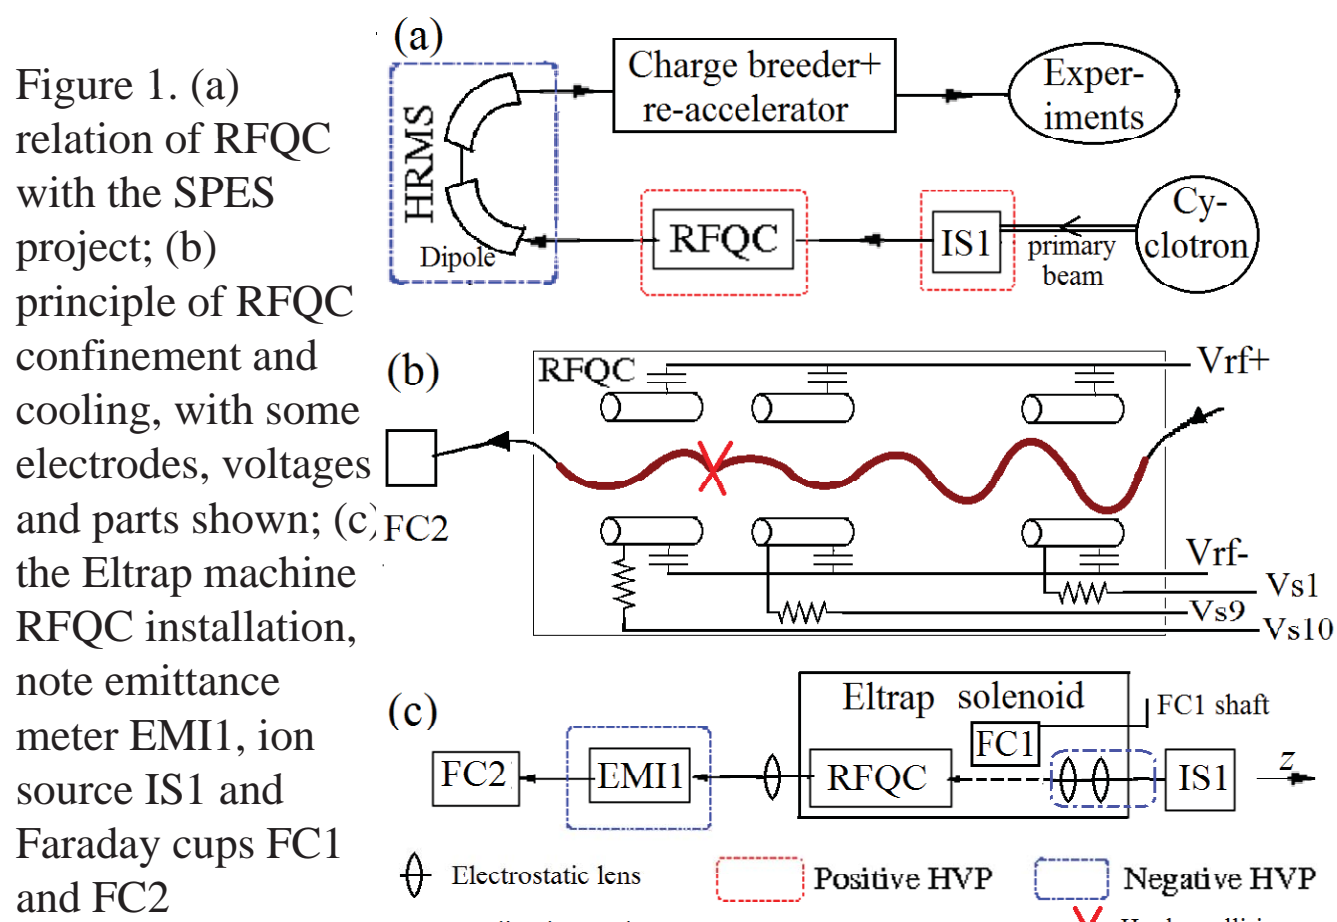 Figure 1. (a)
relation of RFQC
with the SPES
project; (b)
principle of RFQC
confinement and
cooling, with some
electrodes, voltages
and parts shown; (c)
the Eltrap machine
RFQC installation,
note emittance
meter EMI1, ion
source IS1 and
Faraday cups FC1
and FC2
(a)
HRMS
Dipole
Charge breeder+
re-accelerator
Exper-
iments
RFQC
IS1
primary
beam
Cy-
clotron
(b)
RFQC
Vrf+
FC2
Vrf-
Vs1
Vs9
Vs10
(c)
Eltrap solenoid
FC1 shaft
FC1
FC2
EMI1
RFQC
IS1
z
Electrostatic lens
Positive HVP
Negative HVP